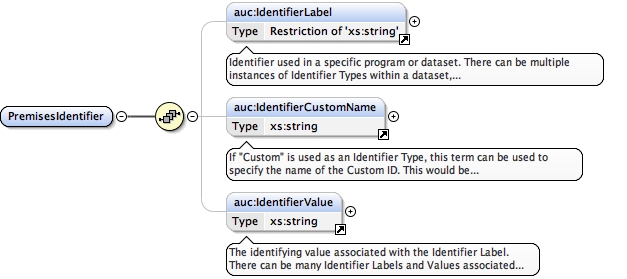 auc:IdentifierLabel
Type Restriction of 'xs:string'
Identifier used in a specific program or dataset. There can be multiple
instances of Identifier Types within a dataset,...
PremisesIdentifier
auc:IdentifierCustomName
Type xs:string
If "Custom" is used as an Identifier Type, this term can be used to
specify the name of the Custom ID. This would be...
auc:IdentifierValue
Type xs:string
The identifying value associated with the Identifier Label.
There can be many Identifier Labels and Values associated...